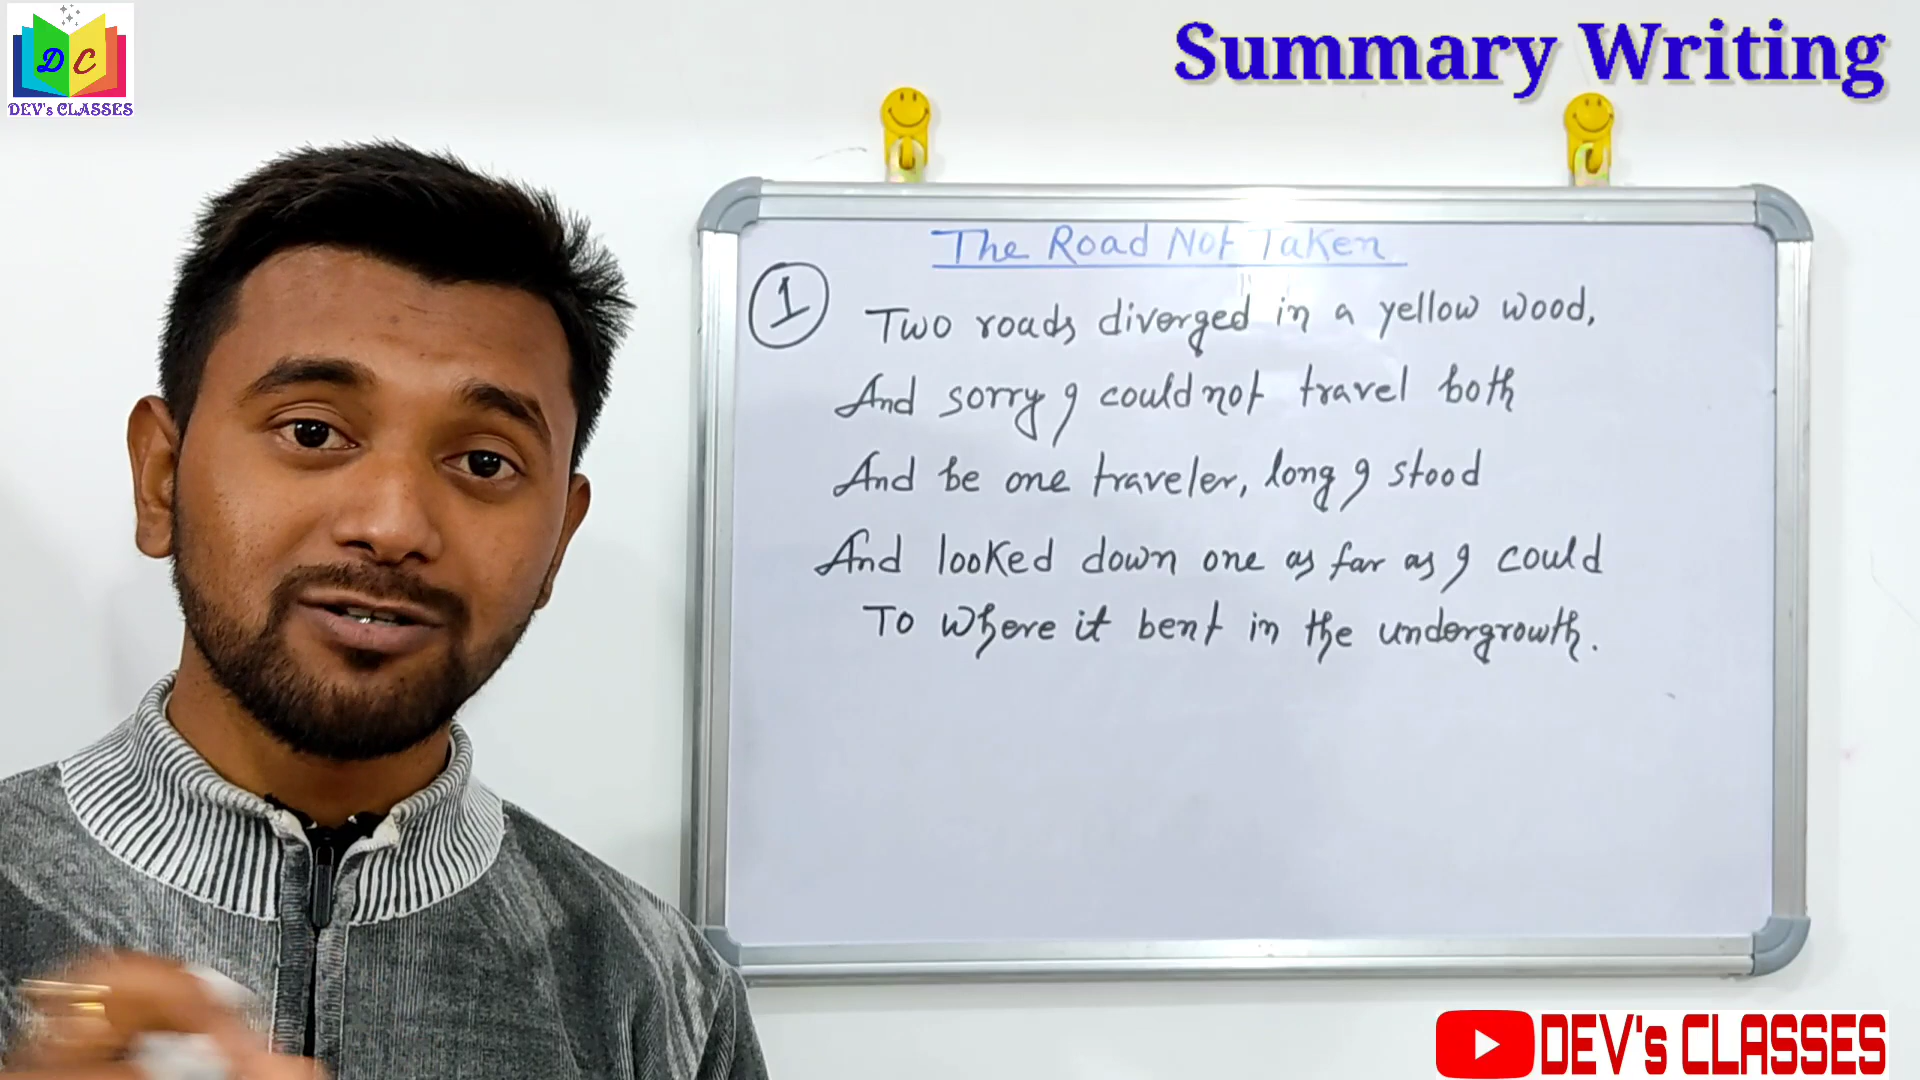 DC
DEV's CLASSES
Summary Writing
The Road Not Taken
1
Two roads diverged in a yellow wood,
And sorry I could not travel both
And be one traveler, long I stood
And looked down one as far as I could
To where it bent in the undergrowth.
DEV's CLASSES